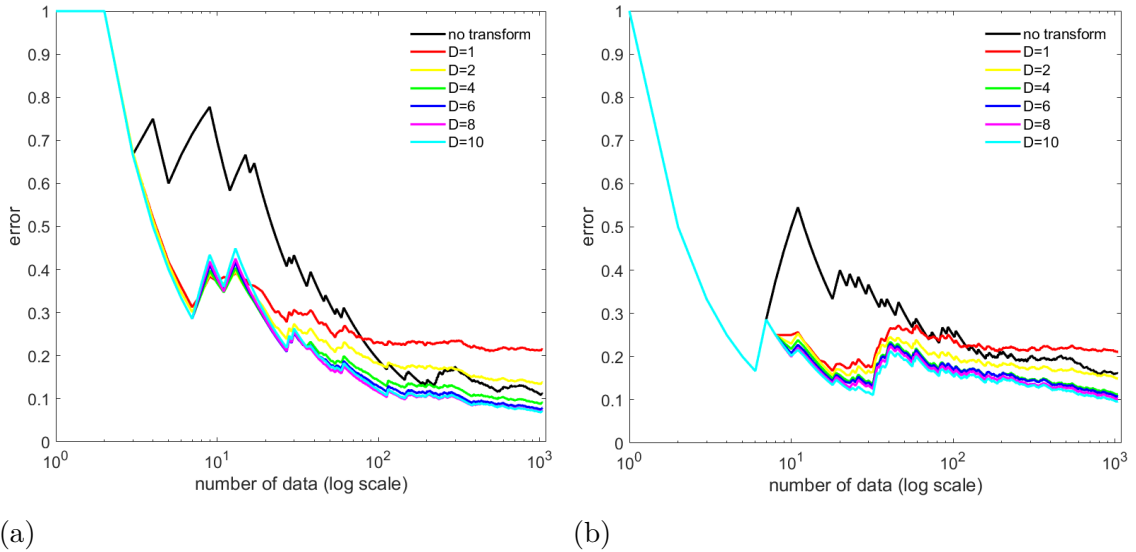 1
0.9
0.8
0.7
0.6
0.5
0.4
0.3
0.2
0.1
0
error
10^0
10^1
10^2
10^3
number of data (log scale)
no transform
D=1
D=2
D=4
D=6
D=8
D=10
(a)
1
0.9
0.8
0.7
0.6
0.5
0.4
0.3
0.2
0.1
0
error
10^0
10^1
10^2
10^3
number of data (log scale)
no transform
D=1
D=2
D=4
D=6
D=8
D=10
(b)